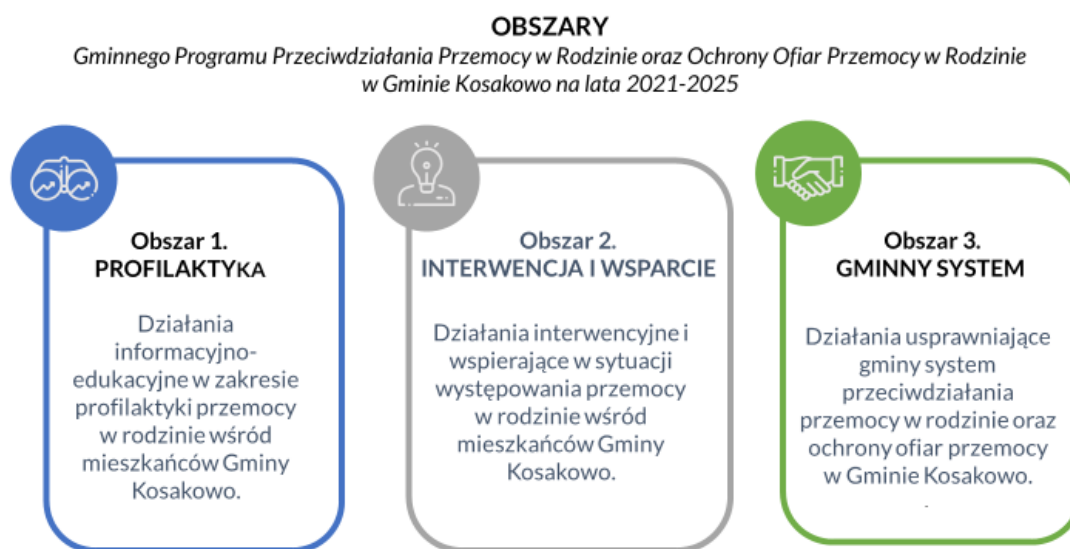 OBSZARY
Gminnego Programu Przeciwdziałania Przemocy w Rodzinie oraz Ochrony Ofiar Przemocy w Rodzinie
w Gminie Kosakowo na lata 2021-2025
Obszar 1.
PROFILAKTYKA
Działania
informacyjno-
edukacyjne w zakresie
profilaktyki przemocy
w rodzinie wśród
mieszkańców Gminy
Kosakowo.
Obszar 2.
INTERWENCJA I WSPARCIE
Działania interwencyjne i
wspierające w sytuacji
występowania przemocy
w rodzinie wśród
mieszkańców Gminy
Kosakowo.
Obszar 3.
GMINNY SYSTEM
Działania usprawniające
gminy system
przeciwdziałania
przemocy w rodzinie oraz
ochrony ofiar przemocy
w Gminie Kosakowo.
.